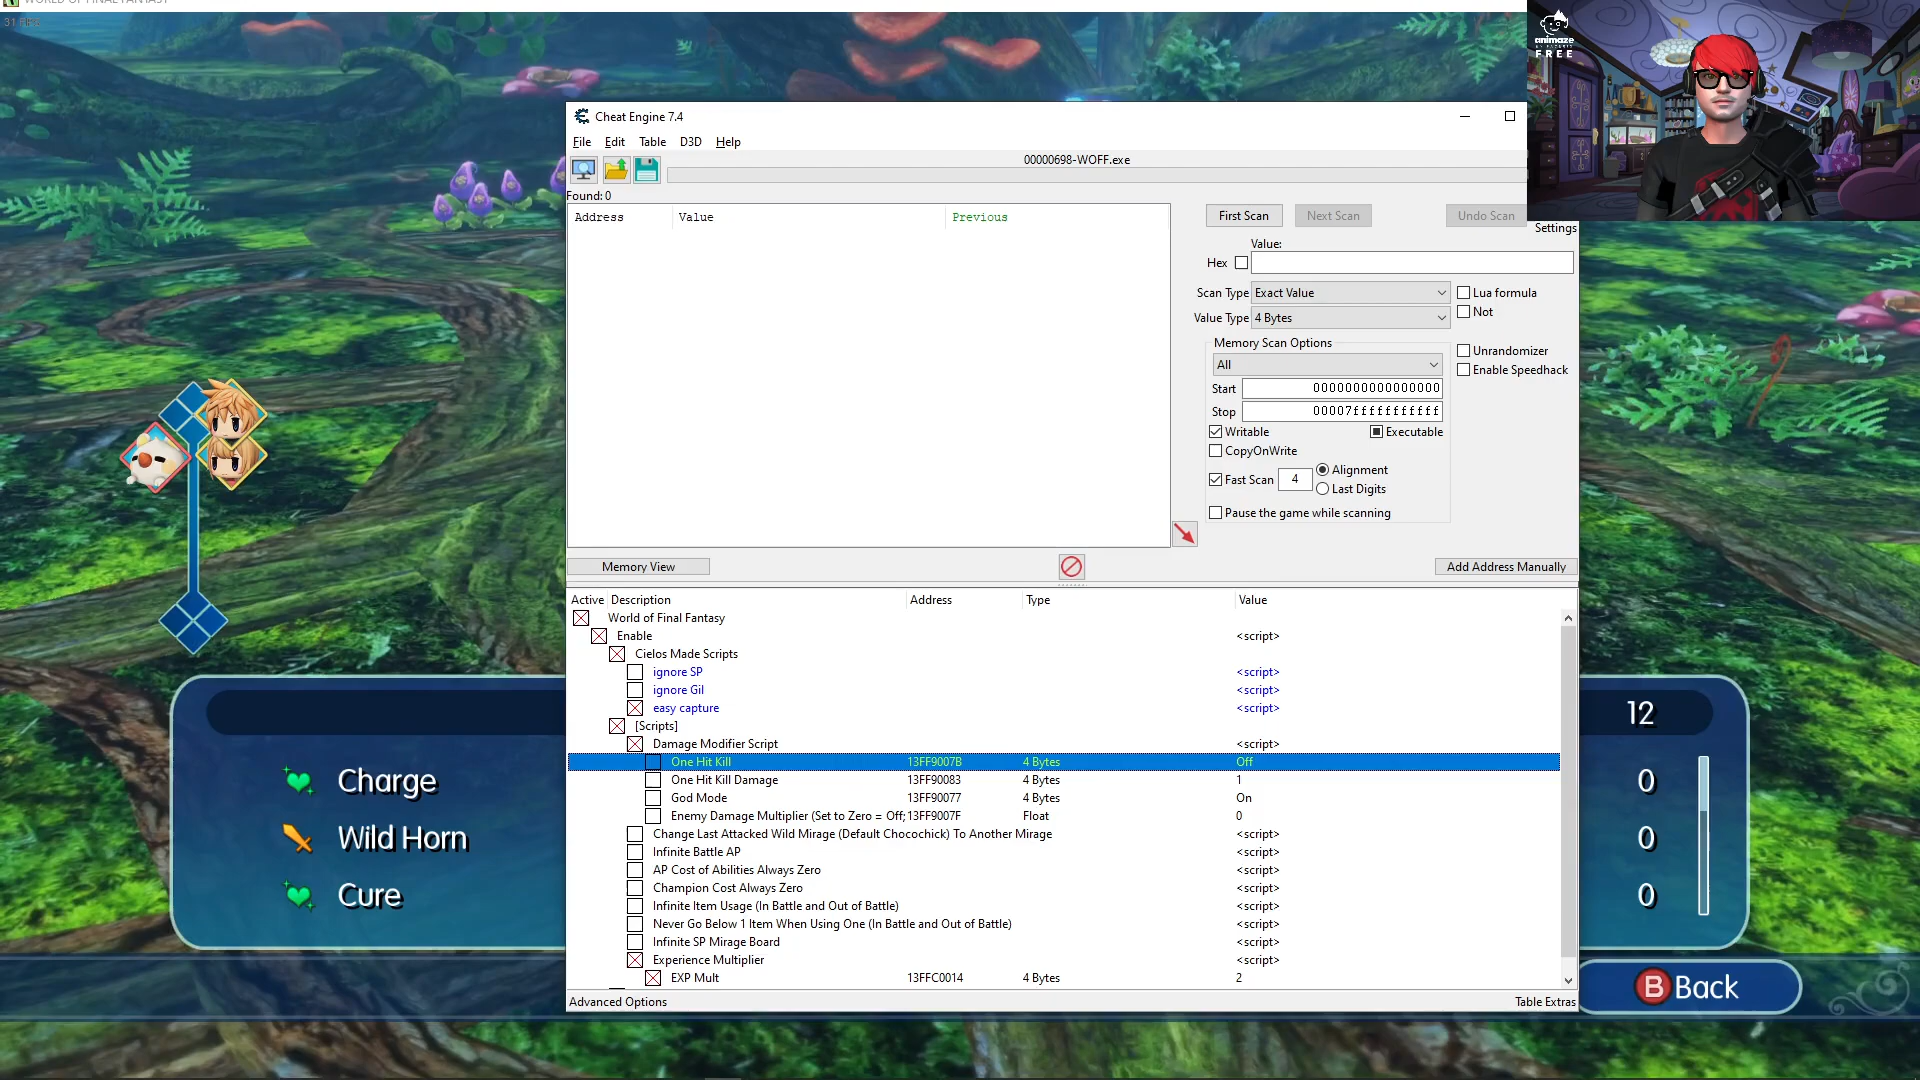 WORLD OF FINAL FANTASY
animaze
FREE
Cheat Engine 7.4
File Edit Table D3D Help
00000698-WOFF.exe
Found: 0
Address Value Previous
First Scan Next Scan Undo Scan
Settings
Value:
Hex
Scan Type Exact Value Lua formula
Not
Value Type 4 Bytes
Memory Scan Options
All
Unrandomizer
Enable Speedhack
Start 0000000000000000
Stop 00007fffffffffff
Writable Executable
CopyOnWrite
Fast Scan 4 Alignment
Last Digits
Pause the game while scanning
Memory View Add Address Manually
Active Description Address Type Value
World of Final Fantasy
Enable <script>
Cielos Made Scripts
ignore SP <script>
ignore Gil <script>
easy capture <script>
[Scripts]
Damage Modifier Script <script>
One Hit Kill 13FF9007B 4 Bytes Off
One Hit Kill Damage 13FF90083 4 Bytes 1
God Mode 13FF90077 4 Bytes On
Enemy Damage Multiplier (Set to Zero = Off; 13FF9007F Float 0
Change Last Attacked Wild Mirage (Default Chocochick) To Another Mirage <script>
Infinite Battle AP <script>
AP Cost of Abilities Always Zero <script>
Champion Cost Always Zero <script>
Infinite Item Usage (In Battle and Out of Battle) <script>
Never Go Below 1 Item When Using One (In Battle and Out of Battle) <script>
Infinite SP Mirage Board <script>
Experience Multiplier <script>
EXP Mult 13FFC0014 4 Bytes 2
Advanced Options Table Extras
12
Charge 0
Wild Horn 0
Cure 0
B Back